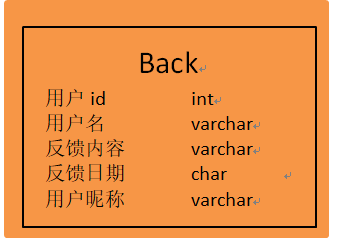 Back
用户 id int
用户名 varchar
反馈内容 varchar
反馈日期 char
用户昵称 varchar